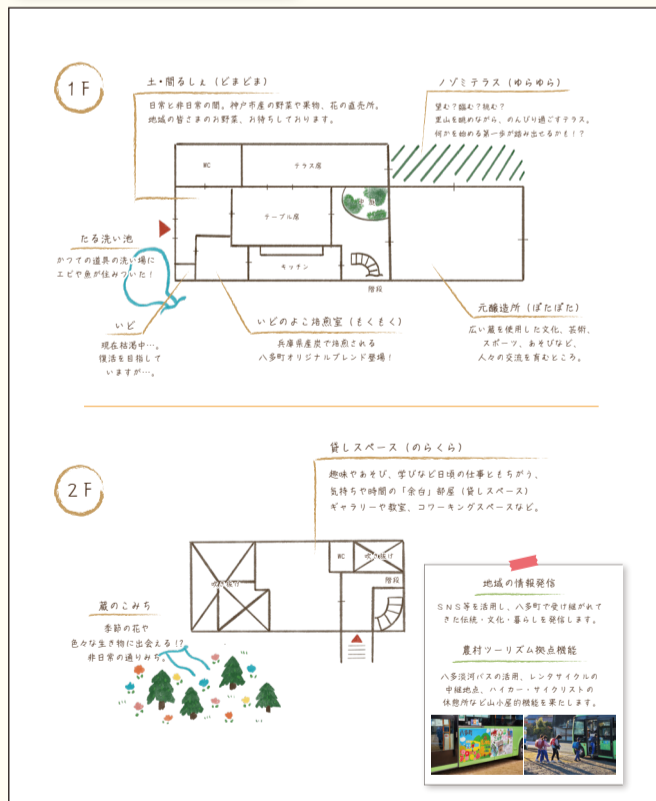 1F
土・間るしぇ（どまどま）
日常と非日常の間。神戸市産の野菜や果物、花の直売所。
地域の皆さまのお野菜、お待ちしております。
ノゾミテラス（ゆらゆら）
望む？臨む？挑む？
里山を眺めながら、のんびり過ごすテラス。
何かを始める第一歩が踏み出せるかも！？
WC
テラス席
テーブル席
キッチン
階段
たる洗い池
かつての道具の洗い場に
エビや魚が住みついた！
いど
現在枯渇中…。
復活を目指して
いますが…。
いどのよこ焙煎室（もくもく）
兵庫県産炭で焙煎される
八多町オリジナルブレンド登場！
元醸造所（ぽたぽた）
広い蔵を使用した文化、芸術、
スポーツ、あそびなど、
人々の交流を育むところ。
2F
貸しスペース（のらくら）
趣味やあそび、学びなど日頃の仕事ともちがう、
気持ちや時間の「余台」部屋（貸しスペース）
ギャラリーや教室、コワーキングスペースなど。
吹き抜け
WC
吹き抜け
階段
蔵のこみち
季節の花や
色々な生き物に出会える!?
非日常の通りみち。
地域の情報発信
SNS等を活用し、八多町で受け継がれて
きた伝統・文化・暮らしを発信します。
農村ツーリズム拠点機能
八多淡河バスの活用、レンタサイクルの
中継地点、ハイカー・サイクリストの
休憩所など山小屋的機能を果たします。